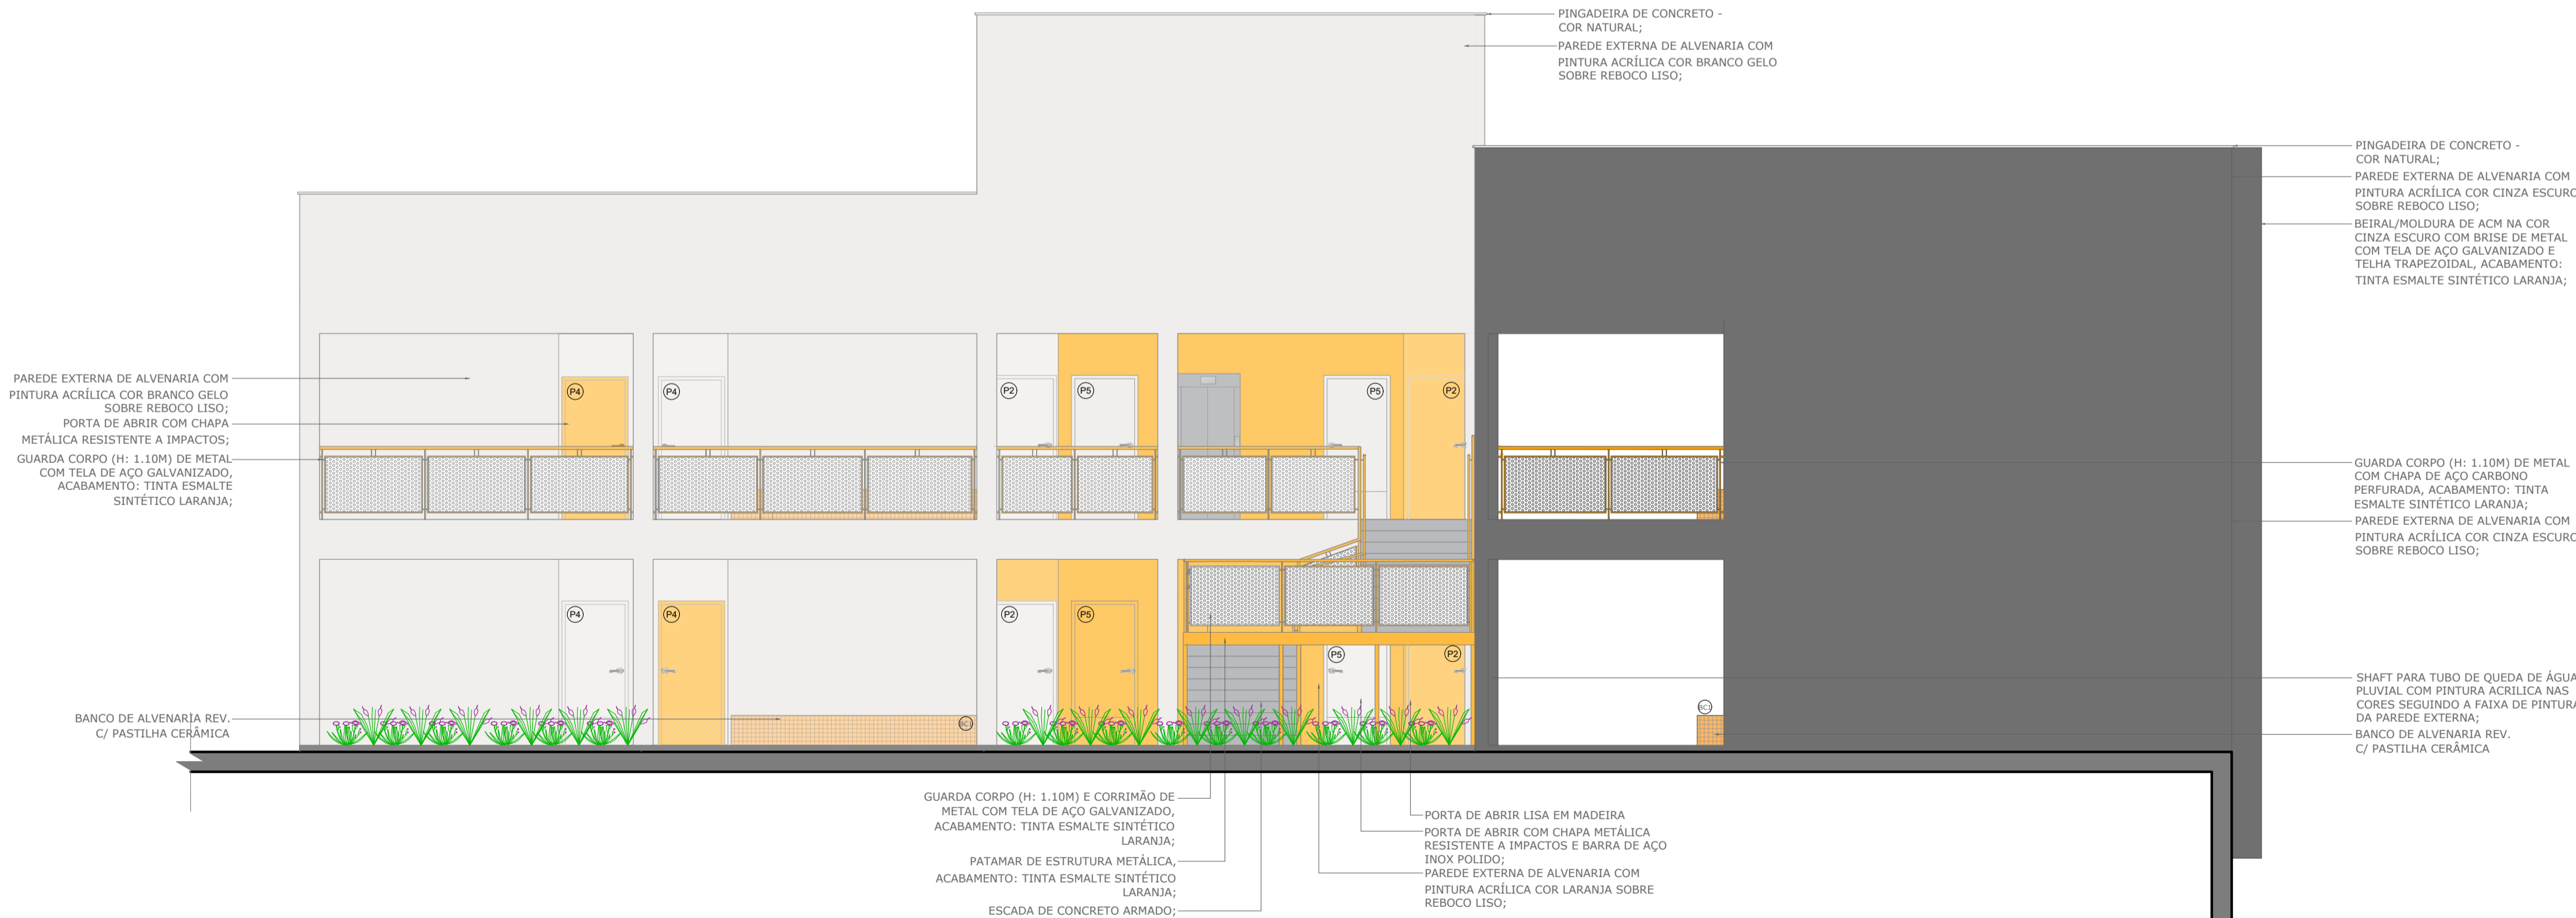 PINGADEIRA DE CONCRETO -
COR NATURAL;
PAREDE EXTERNA DE ALVENARIA COM
PINTURA ACRÍLICA COR BRANCO GELO
SOBRE REBOCO LISO;
PINGADEIRA DE CONCRETO -
COR NATURAL;
PAREDE EXTERNA DE ALVENARIA COM
PINTURA ACRÍLICA COR CINZA ESCURO
SOBRE REBOCO LISO;
BEIRAL/MOLDURA DE ACM NA COR
CINZA ESCURO COM BRISE DE METAL
COM TELA DE AÇO GALVANIZADO E
TELHA TRAPEZOIDAL, ACABAMENTO:
TINTA ESMALTE SINTÉTICO LARANJA;
PAREDE EXTERNA DE ALVENARIA COM
PINTURA ACRÍLICA COR BRANCO GELO
SOBRE REBOCO LISO;
PORTA DE ABRIR COM CHAPA
METÁLICA RESISTENTE A IMPACTOS;
GUARDA CORPO (H: 1.10M) DE METAL
COM TELA DE AÇO GALVANIZADO,
ACABAMENTO: TINTA ESMALTE
SINTÉTICO LARANJA;
P4
P4
P2
P5
P5
P2
GUARDA CORPO (H: 1.10M) DE METAL
COM CHAPA DE AÇO CARBONO
PERFURADA, ACABAMENTO: TINTA
ESMALTE SINTÉTICO LARANJA;
PAREDE EXTERNA DE ALVENARIA COM
PINTURA ACRÍLICA COR CINZA ESCURO
SOBRE REBOCO LISO;
P4
P4
P2
P5
P5
P2
BANCO DE ALVENARIA REV.
C/ PASTILHA CERÂMICA
BC1
BC1
SHAFT PARA TUBO DE QUEDA DE ÁGUA
PLUVIAL COM PINTURA ACRILICA NAS
CORES SEGUINDO A FAIXA DE PINTURA
DA PAREDE EXTERNA;
BANCO DE ALVENARIA REV.
C/ PASTILHA CERÂMICA
GUARDA CORPO (H: 1.10M) E CORRIMÃO DE
METAL COM TELA DE AÇO GALVANIZADO,
ACABAMENTO: TINTA ESMALTE SINTÉTICO
LARANJA;
PATAMAR DE ESTRUTURA METÁLICA,
ACABAMENTO: TINTA ESMALTE SINTÉTICO
LARANJA;
ESCADA DE CONCRETO ARMADO;
PORTA DE ABRIR LISA EM MADEIRA
PORTA DE ABRIR COM CHAPA METÁLICA
RESISTENTE A IMPACTOS E BARRA DE AÇO
INOX POLIDO;
PAREDE EXTERNA DE ALVENARIA COM
PINTURA ACRÍLICA COR LARANJA SOBRE
REBOCO LISO;